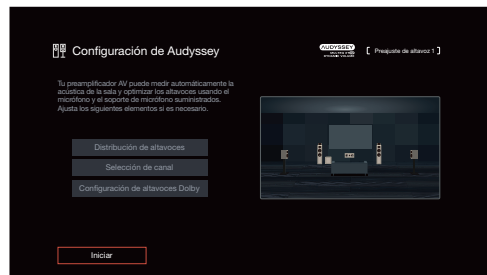 Configuración de Audyssey
AUDYSSEY
[ Preajuste de altavoz 1 ]
Tu preamplificador AV puede medir automáticamente la
acústica de la sala y optimizar los altavoces usando el
micrófono y el soporte de micrófono suministrados.
Ajusta los siguientes elementos si es necesario.
Distribución de altavoces
Selección de canal
Configuración de altavoces Dolby
Iniciar